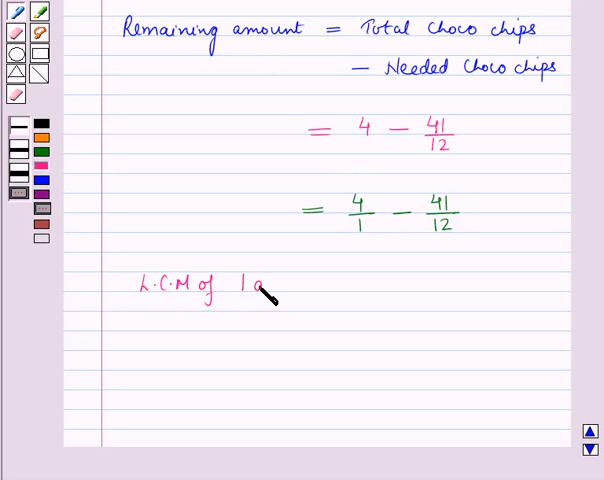 Remaining amount = Total Choco chips
- Needed Choco chips
= 4 - 41/12
= 4/1 - 41/12
L.C.M of 1 a